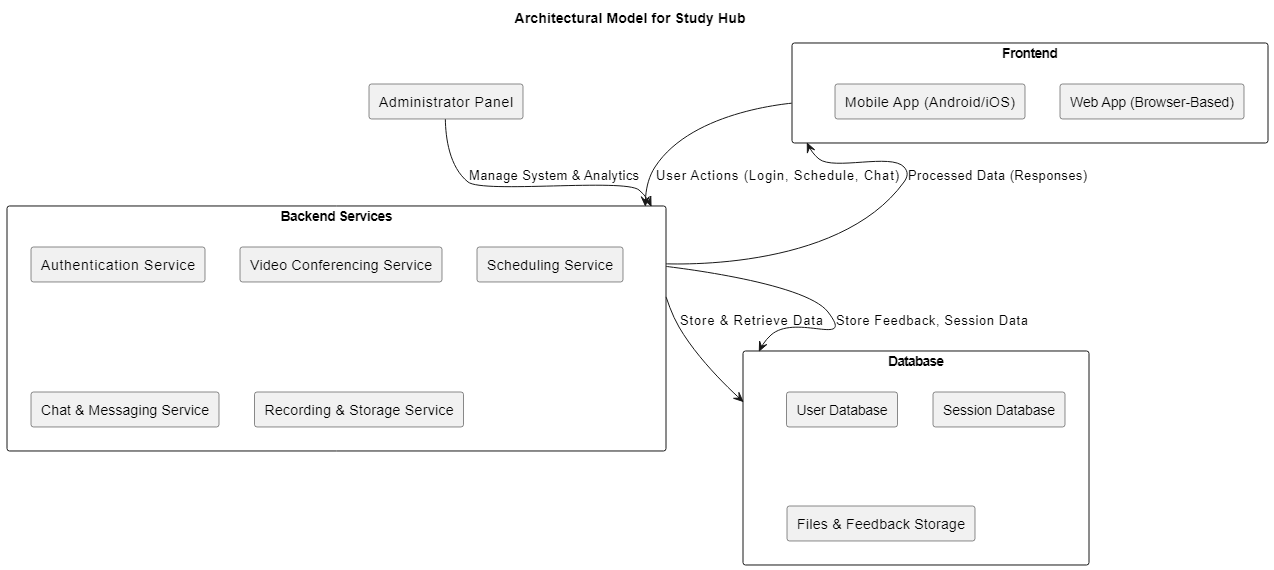 Architectural Model for Study Hub
Frontend
Administrator Panel
Mobile App (Android/iOS)
Web App (Browser-Based)
Manage System & Analytics
User Actions (Login, Schedule, Chat)
Processed Data (Responses)
Backend Services
Authentication Service
Video Conferencing Service
Scheduling Service
Store & Retrieve Data
Store Feedback, Session Data
Database
Chat & Messaging Service
Recording & Storage Service
User Database
Session Database
Files & Feedback Storage